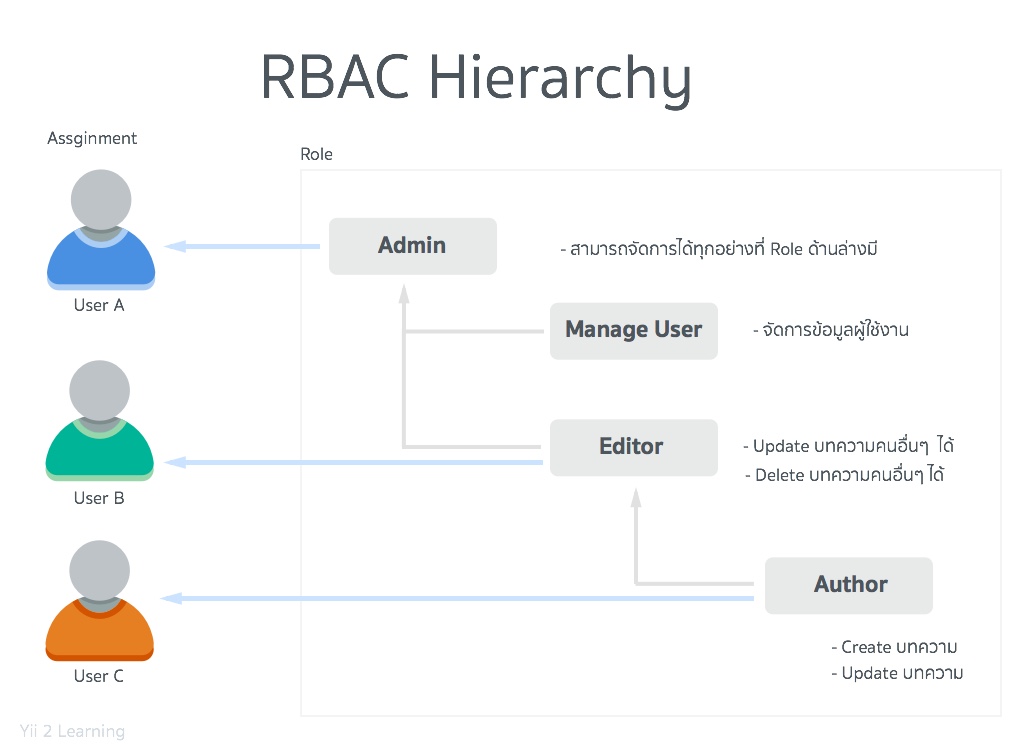 RBAC Hierarchy
Assginment
Role
Admin
- สามารถจัดการได้ทุกอย่างที่ Role ด้านล่างมี
User A
Manage User
- จัดการข้อมูลผู้ใช้งาน
Editor
- Update บทความคนอื่นๆ ได้
- Delete บทความคนอื่นๆ ได้
User B
Author
- Create บทความ
- Update บทความ
User C
Yii 2 Learning